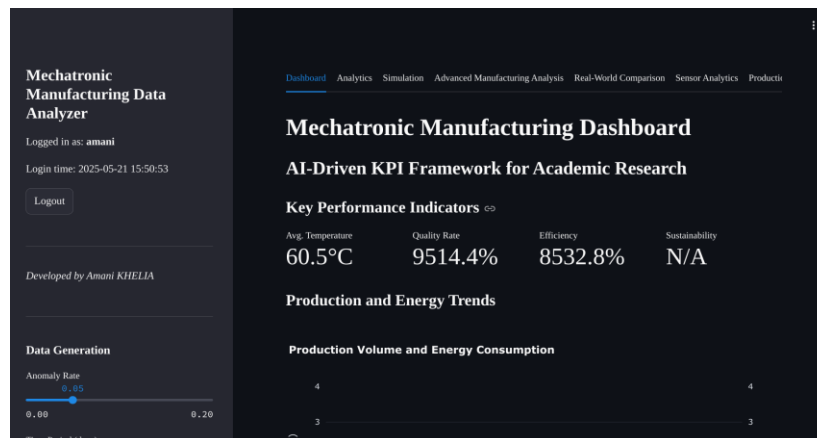 Mechatronic
Manufacturing Data
Analyzer
Logged in as: amani
Login time: 2025-05-21 15:50:53
Logout
Developed by Amani KHELIA
Data Generation
Anomaly Rate
0.05
0.00 0.20
Dashboard Analytics Simulation Advanced Manufacturing Analysis Real-World Comparison Sensor Analytics
Mechatronic Manufacturing Dashboard
AI-Driven KPI Framework for Academic Research
Key Performance Indicators
Avg. Temperature Quality Rate Efficiency Sustainability
60.5°C 9514.4% 8532.8% N/A
Production and Energy Trends
Production Volume and Energy Consumption
4 4
3 3